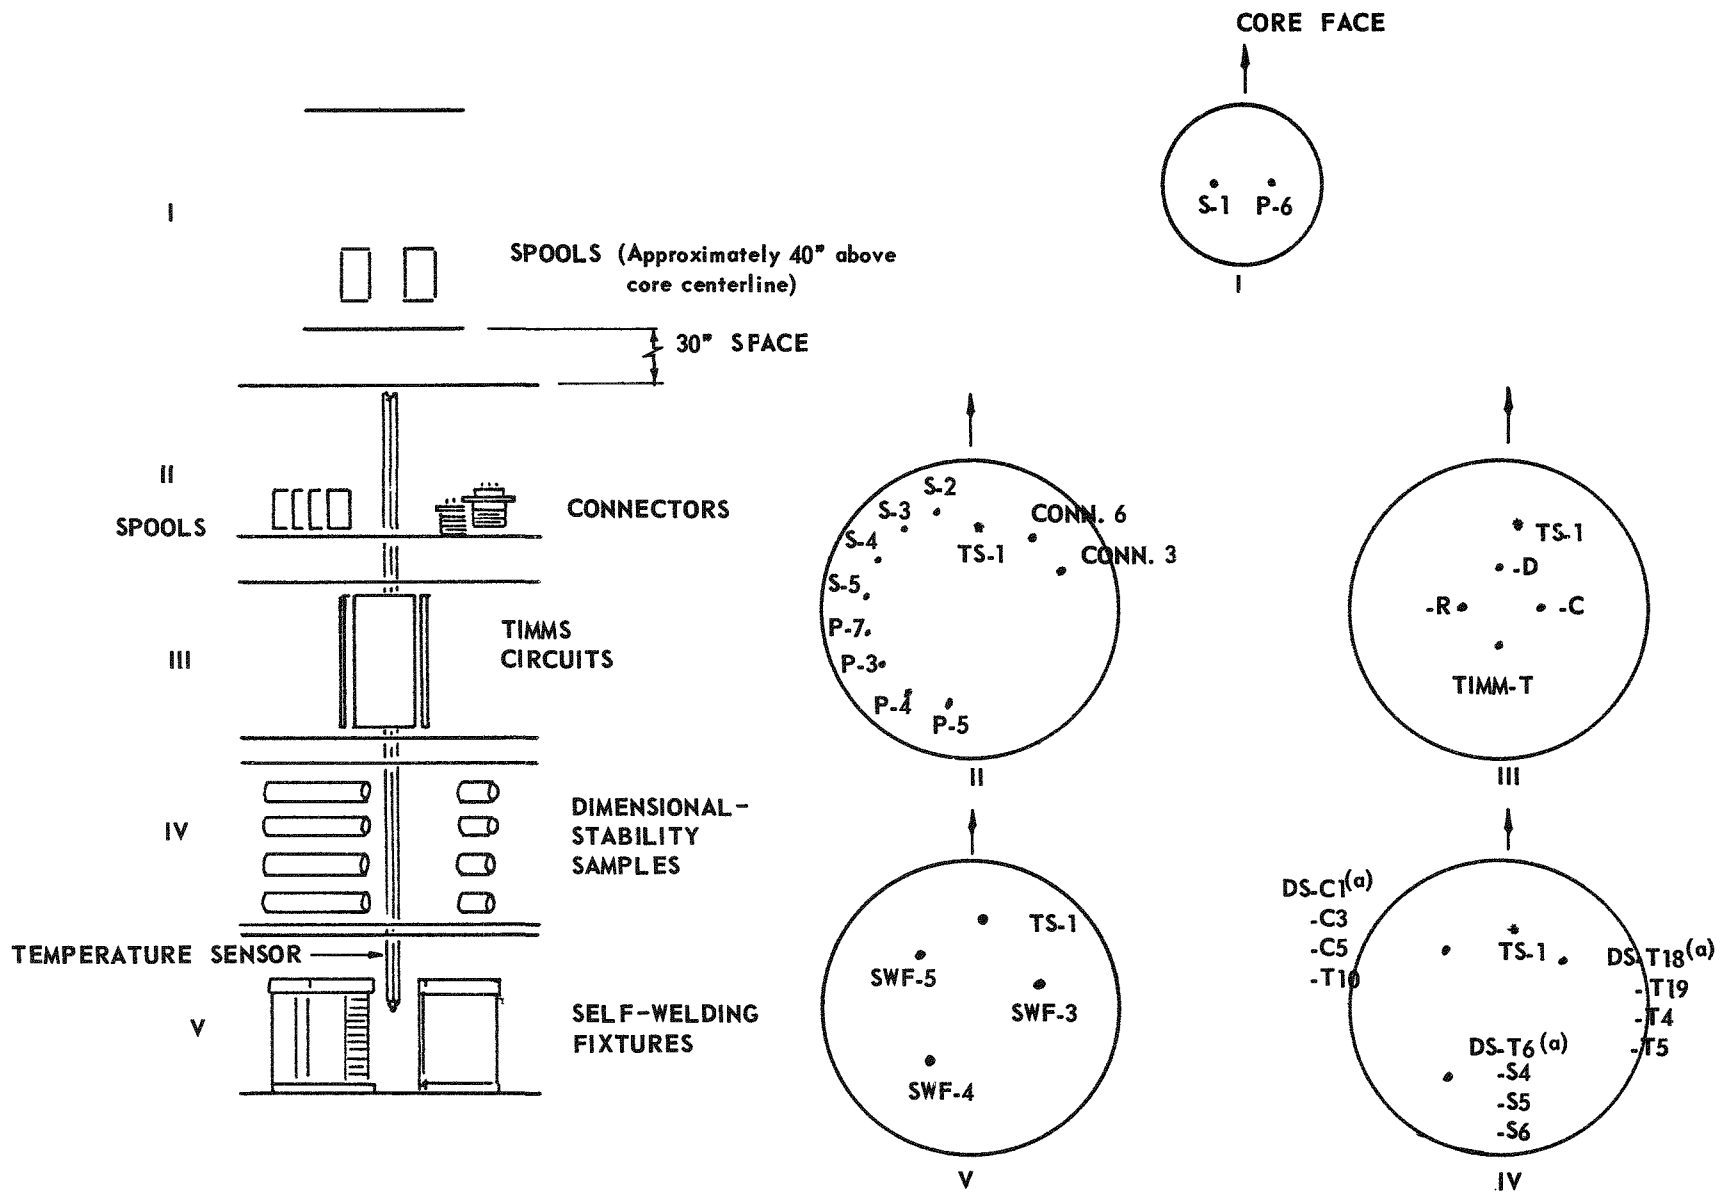 CORE FACE
I
S-1 P-6
I
SPOOLS (Approximately 40" above
core centerline)
30" SPACE
II
SPOOLS
CONNECTORS
S-2
S-3
S-4
S-5
P-7
P-3
P-4
P-5
TS-1
CONN. 6
CONN. 3
II
TS-1
-D
-R
-C
TIMM-T
III
III
TIMMS
CIRCUITS
IV
DIMENSIONAL-
STABILITY
SAMPLES
TEMPERATURE SENSOR
V
SELF-WELDING
FIXTURES
TS-1
SWF-5
SWF-3
SWF-4
V
DS-C1(a)
-C3
-C5
-T10
TS-1
DS-T18(a)
-T19
-T4
-T5
DS-T6(a)
-S4
-S5
-S6
IV